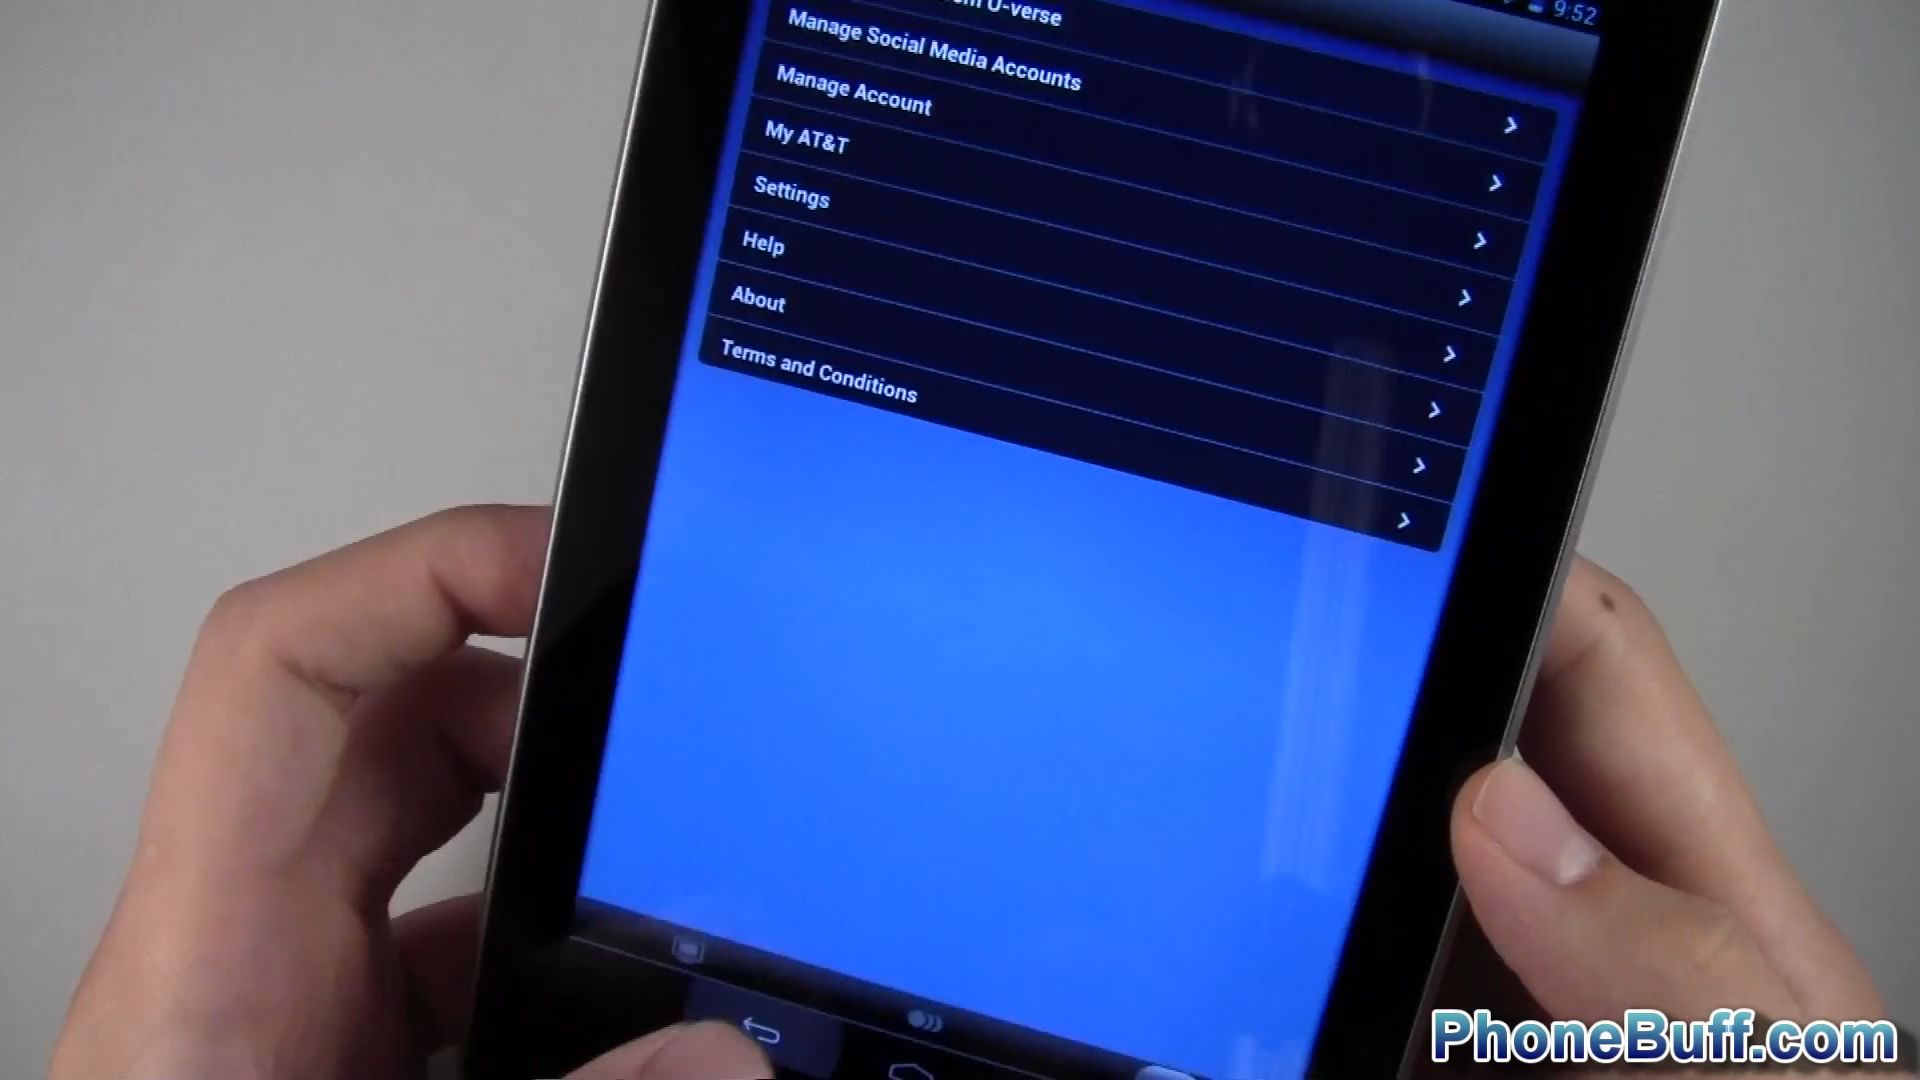 9:52
U-verse
Manage Social Media Accounts
Manage Account
My AT&T
Settings
Help
About
Terms and Conditions
PhoneBuff.com